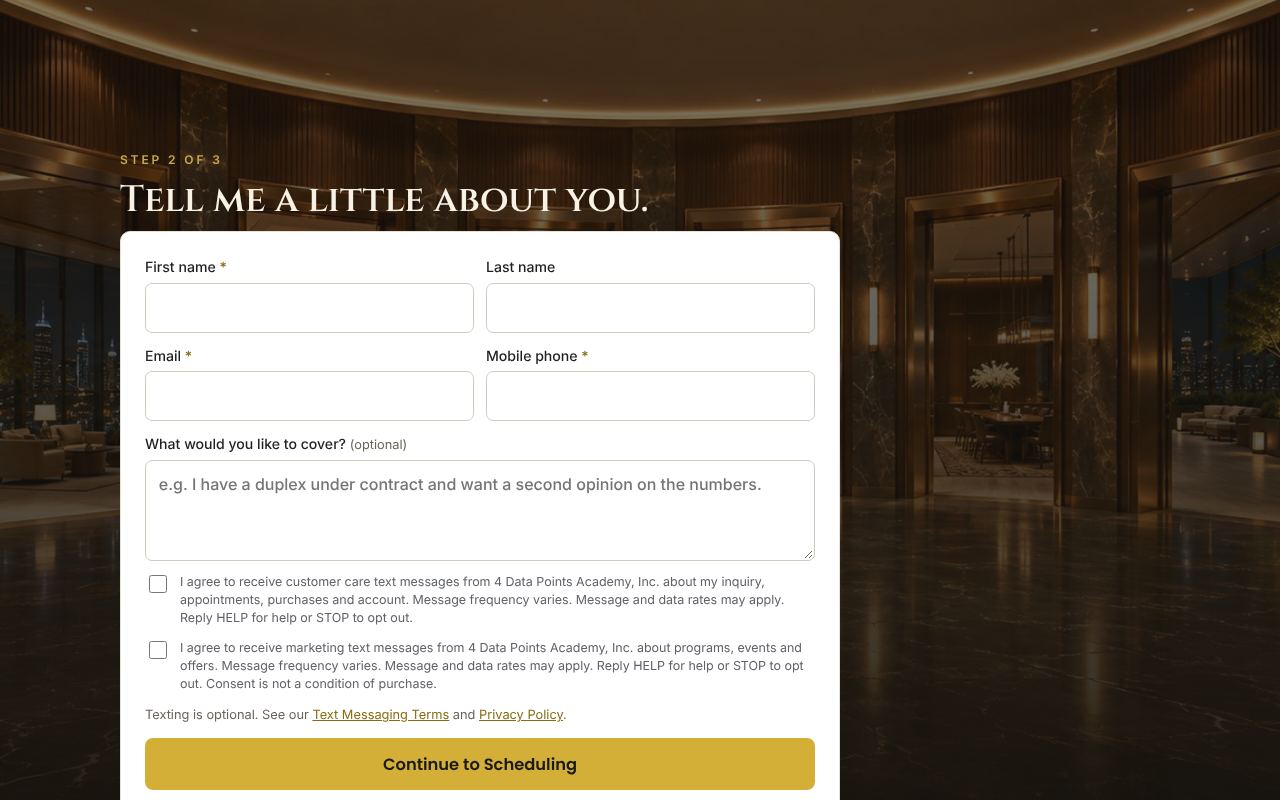 STEP 2 OF 3
Tell me a little about you.
First name *
Last name
Email *
Mobile phone *
What would you like to cover? (optional)
e.g. I have a duplex under contract and want a second opinion on the numbers.
I agree to receive customer care text messages from 4 Data Points Academy, Inc. about my inquiry,
appointments, purchases and account. Message frequency varies. Message and data rates may apply.
Reply HELP for help or STOP to opt out.
I agree to receive marketing text messages from 4 Data Points Academy, Inc. about programs, events and
offers. Message frequency varies. Message and data rates may apply. Reply HELP for help or STOP to opt
out. Consent is not a condition of purchase.
Texting is optional. See our Text Messaging Terms and Privacy Policy.
Continue to Scheduling